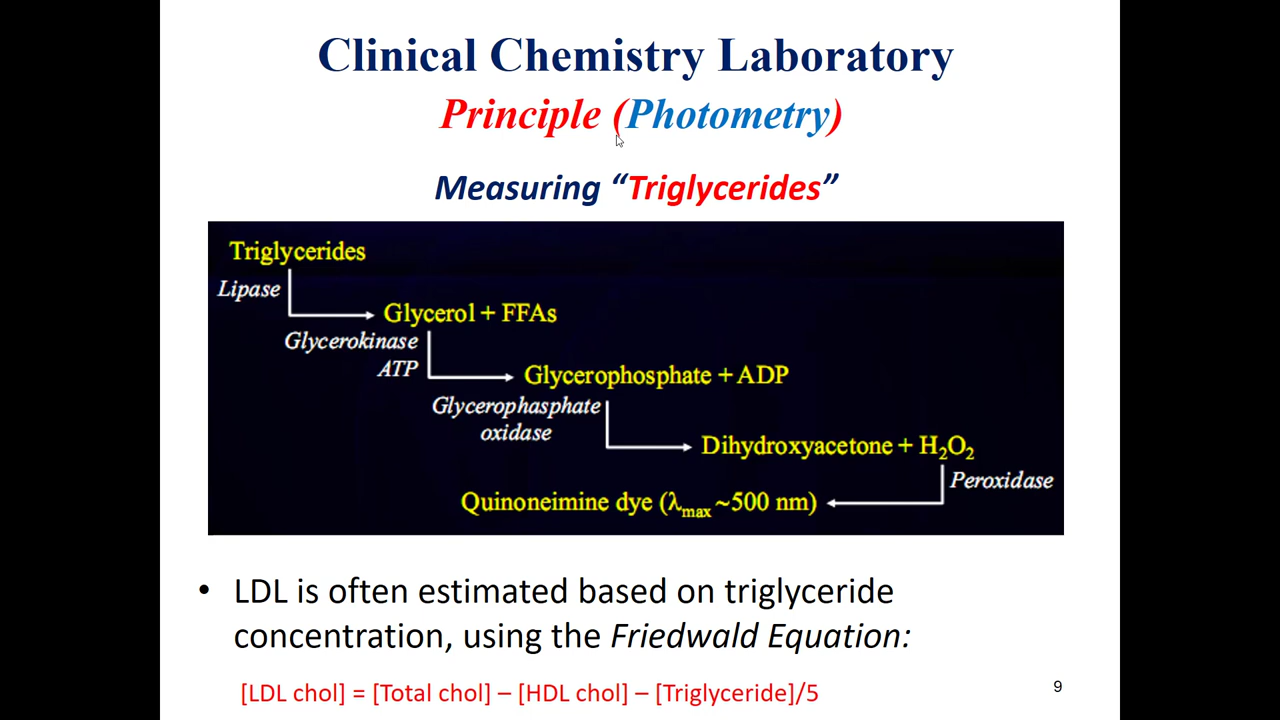 Clinical Chemistry Laboratory
Principle (Photometry)
Measuring “Triglycerides”
Triglycerides
Lipase
Glycerol + FFAs
Glycerokinase
ATP
Glycerophosphate + ADP
Glycerophasphate
oxidase
Dihydroxyacetone + H₂O₂
Peroxidase
Quinoneimine dye (λmax ~500 nm)
• LDL is often estimated based on triglyceride
concentration, using the Friedwald Equation:
[LDL chol] = [Total chol] – [HDL chol] – [Triglyceride]/5
9